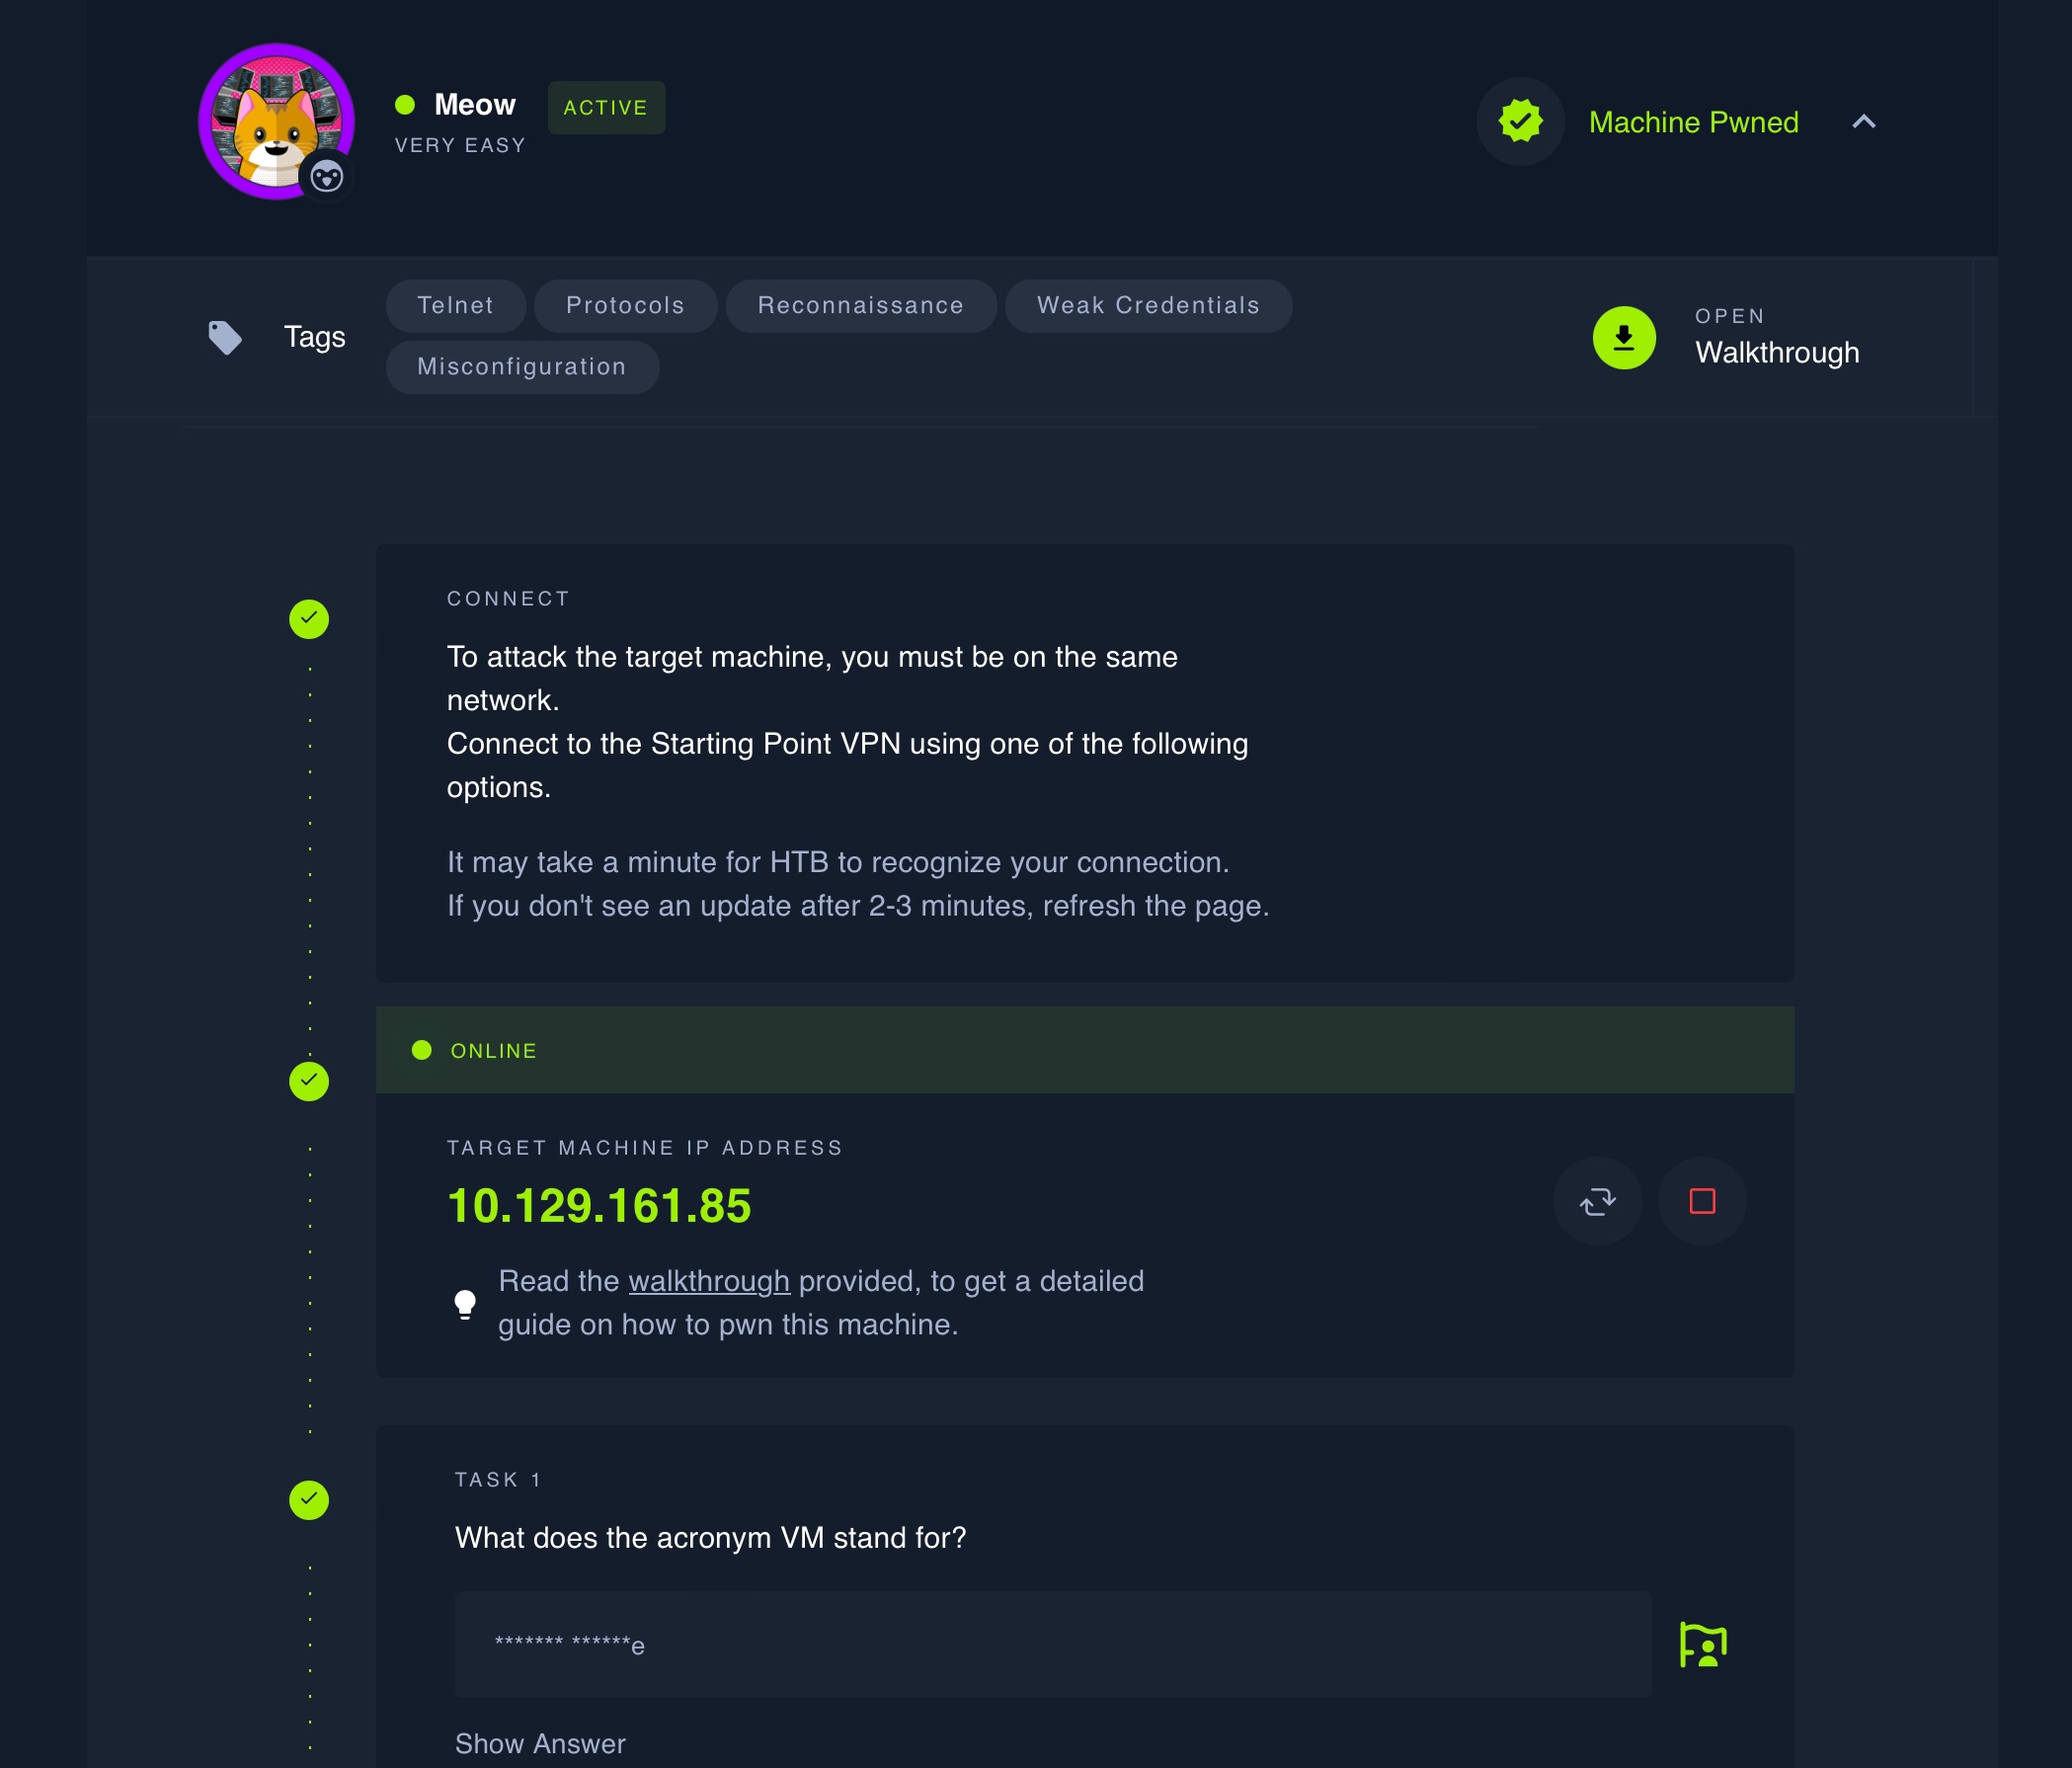 Meow
ACTIVE
VERY EASY
Machine Pwned
Tags
Telnet
Protocols
Reconnaissance
Weak Credentials
Misconfiguration
OPEN
Walkthrough
CONNECT
To attack the target machine, you must be on the same
network.
Connect to the Starting Point VPN using one of the following
options.
It may take a minute for HTB to recognize your connection.
If you don't see an update after 2-3 minutes, refresh the page.
ONLINE
TARGET MACHINE IP ADDRESS
10.129.161.85
Read the walkthrough provided, to get a detailed
guide on how to pwn this machine.
TASK 1
What does the acronym VM stand for?
******* ******e
Show Answer